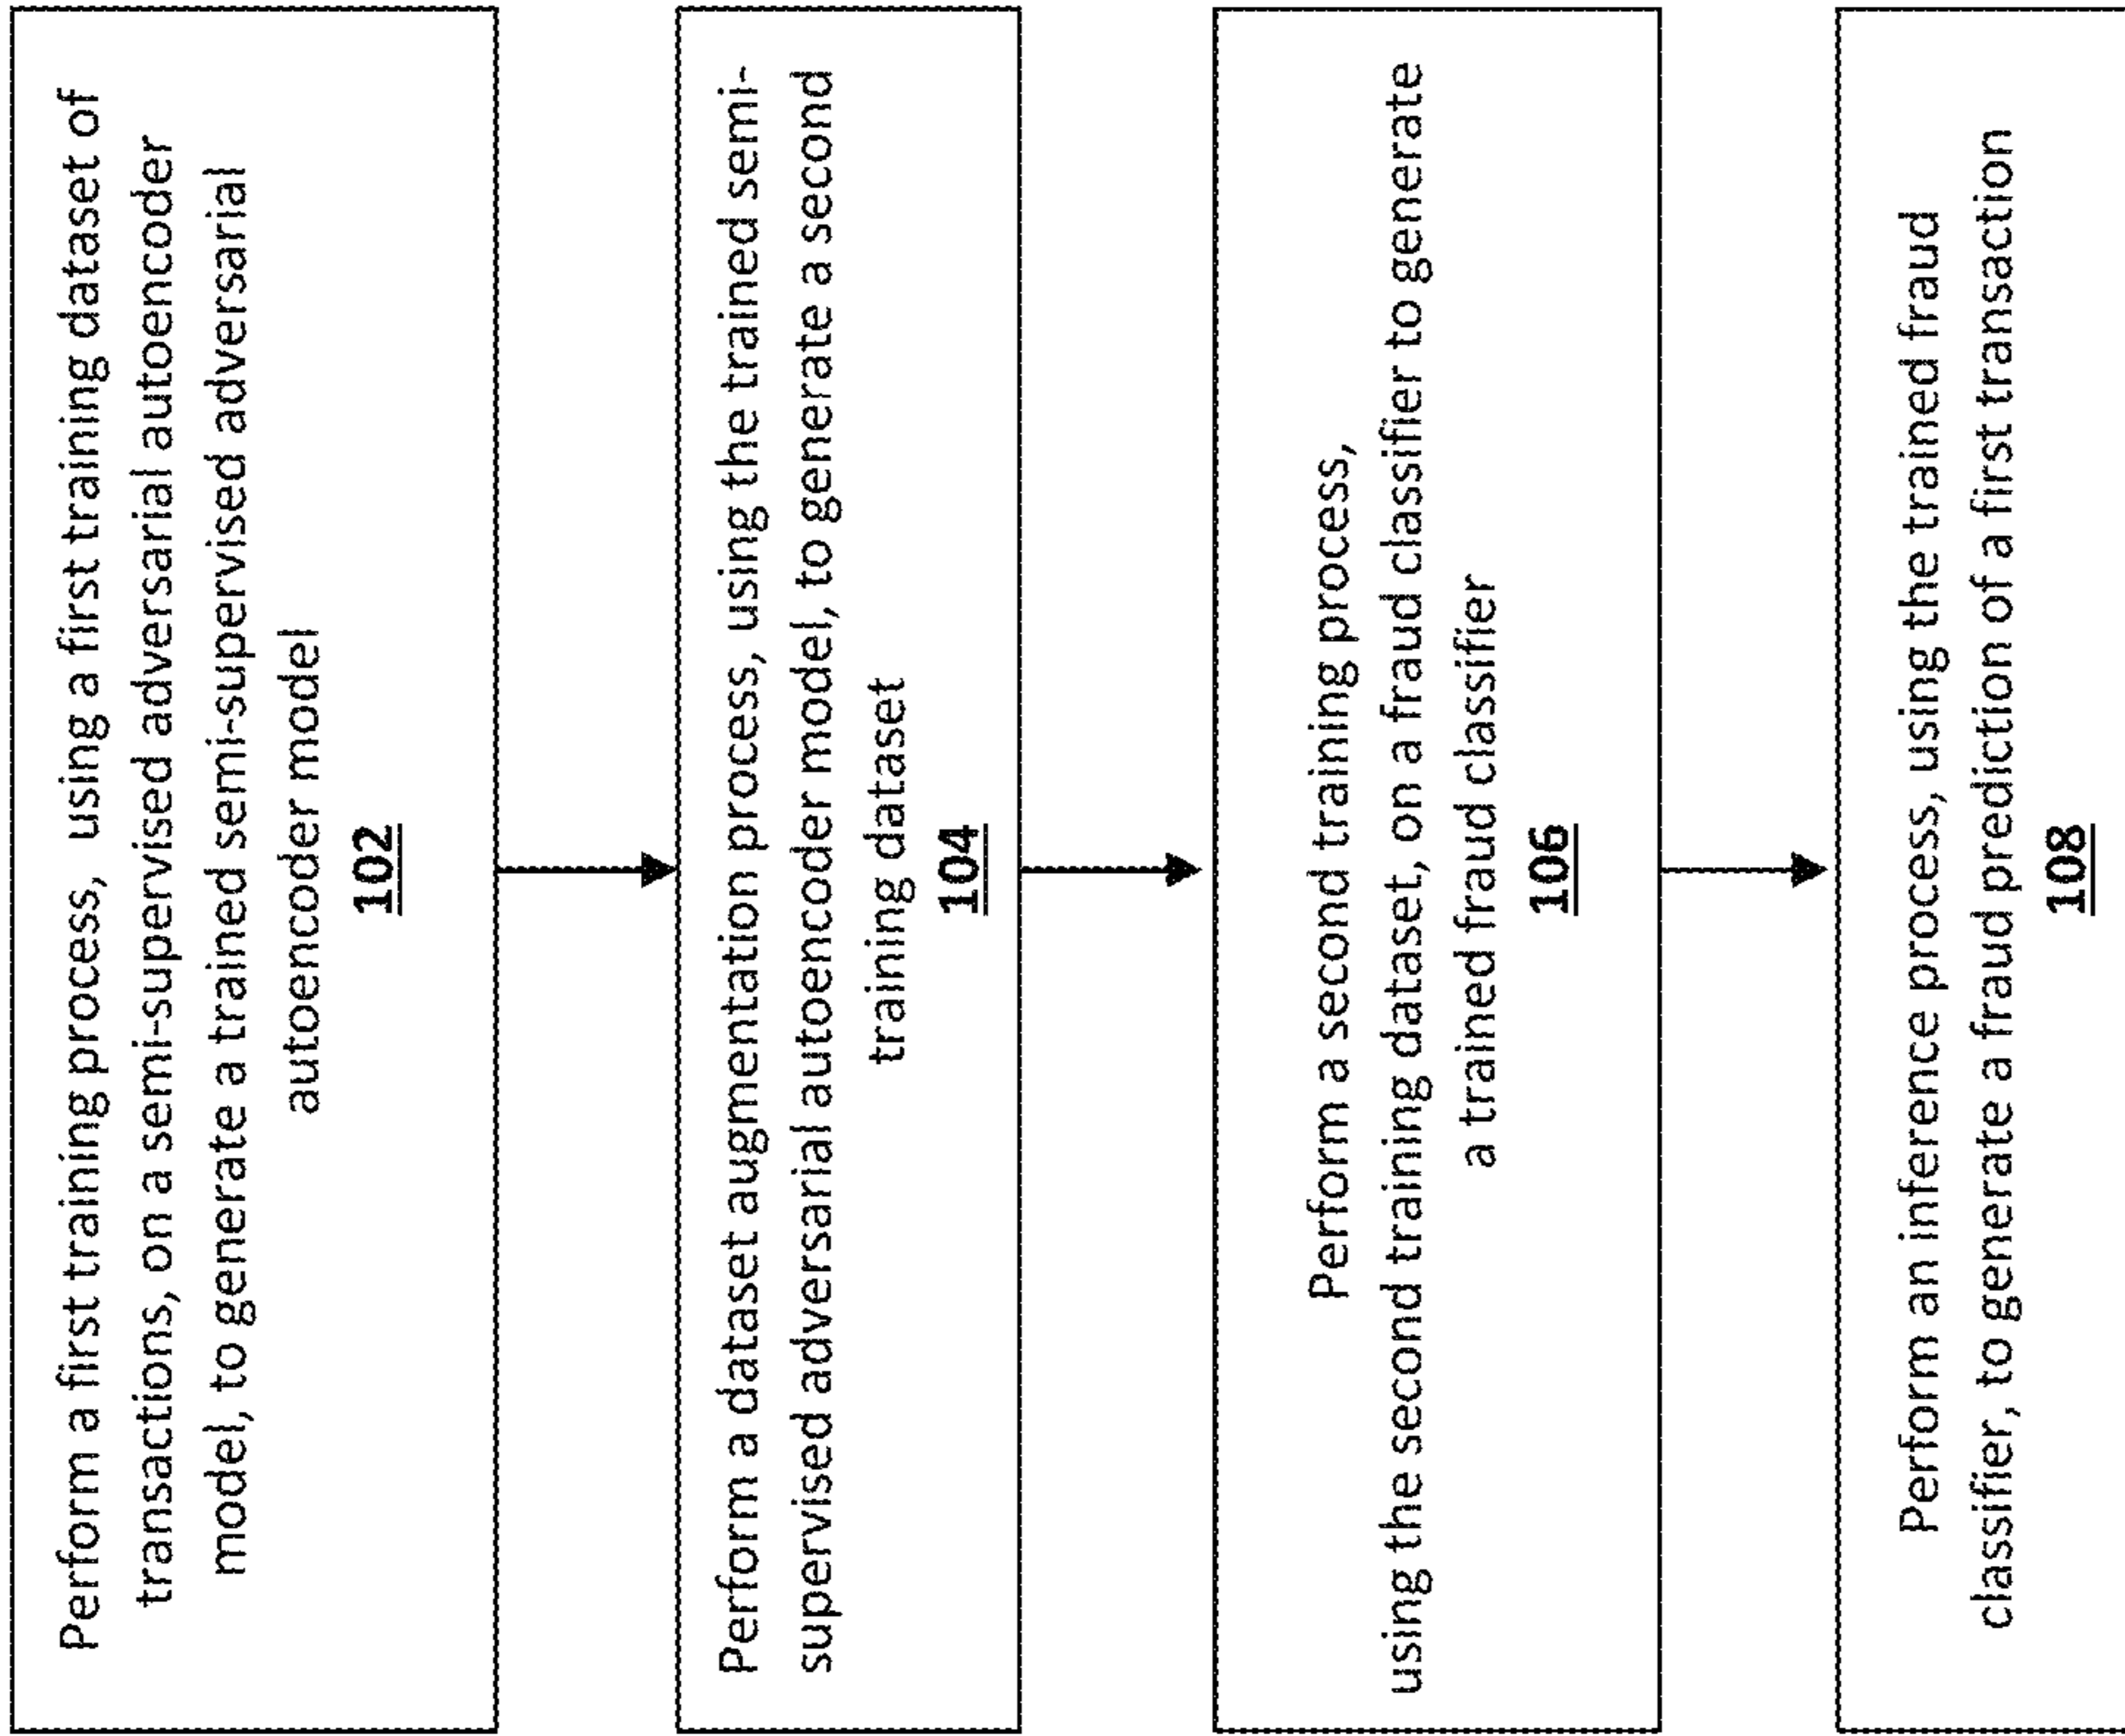 Perform a first training process, using a first training dataset of
transactions, on a semi-supervised adversarial autoencoder
model, to generate a trained semi-supervised adversarial
autoencoder model
102
Perform a dataset augmentation process, using the trained semi-
supervised adversarial autoencoder model, to generate a second
training dataset
104
Perform a second training process,
using the second training dataset, on a fraud classifier to generate
a trained fraud classifier
106
Perform an inference process, using the trained fraud
classifier, to generate a fraud prediction of a first transaction
108